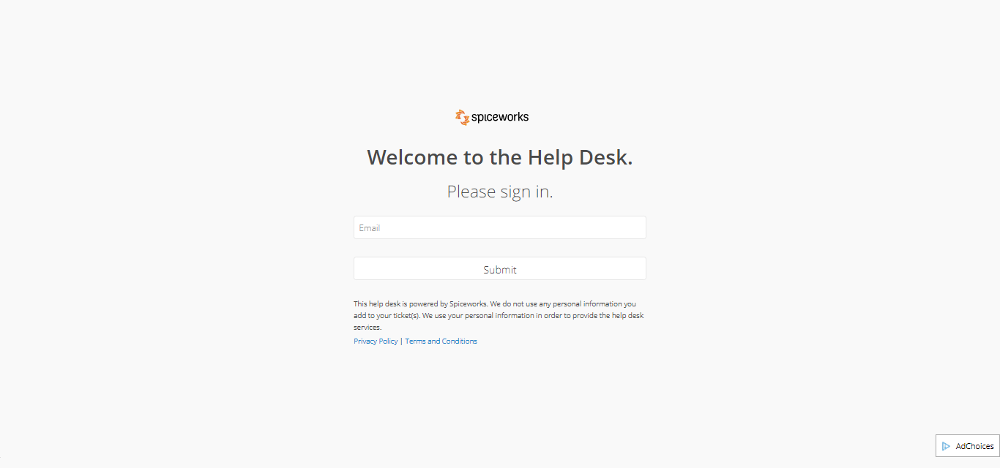 spiceworks
Welcome to the Help Desk.
Please sign in.
Email
Submit
This help desk is powered by Spiceworks. We do not use any personal information you
add to your ticket(s). We use your personal information in order to provide the help desk
services.
Privacy Policy | Terms and Conditions
AdChoices